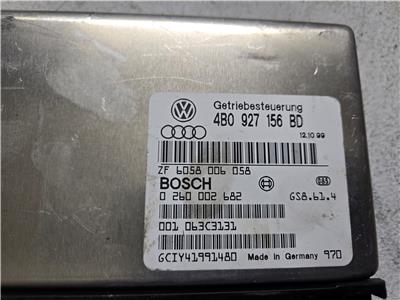 Getriebesteuerung
4B0 927 156 BD
12.10.99
ZF 6058 006 058
BOSCH
0 260 002 682 GS8.61.4
001 063C3131
GCIY41991480 Made in Germany 970